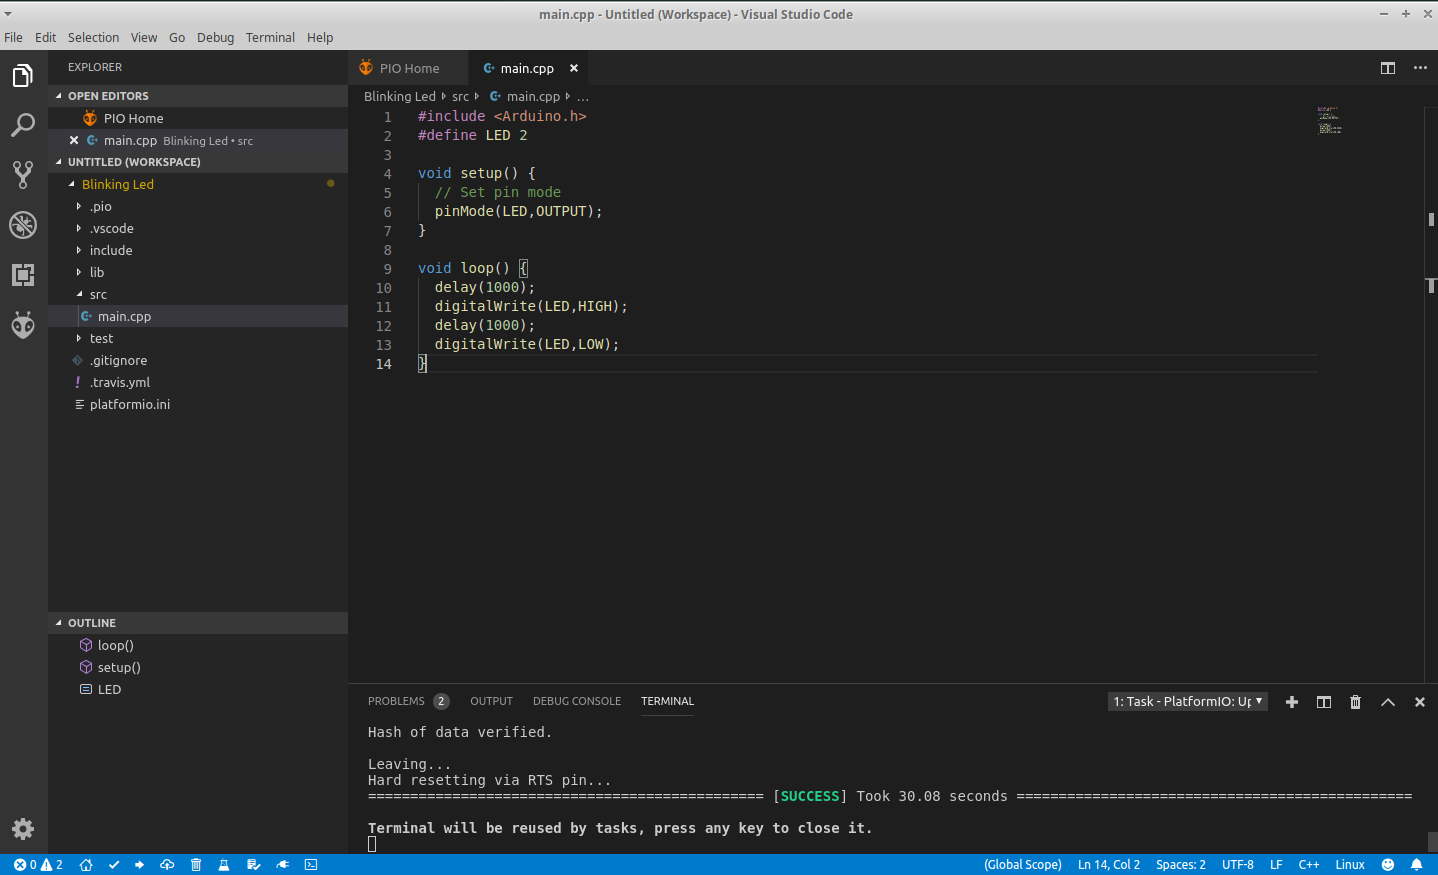 main.cpp - Untitled (Workspace) - Visual Studio Code
File Edit Selection View Go Debug Terminal Help
EXPLORER
OPEN EDITORS
PIO Home
main.cpp Blinking Led • src
UNTITLED (WORKSPACE)
Blinking Led
.pio
.vscode
include
lib
src
main.cpp
test
.gitignore
.travis.yml
platformio.ini
OUTLINE
loop()
setup()
LED
PIO Home main.cpp
Blinking Led src main.cpp ...
1 #include <Arduino.h>
2 #define LED 2
3
4 void setup() {
5 // Set pin mode
6 pinMode(LED,OUTPUT);
7 }
8
9 void loop() {
10 delay(1000);
11 digitalWrite(LED,HIGH);
12 delay(1000);
13 digitalWrite(LED,LOW);
14 }
PROBLEMS 2 OUTPUT DEBUG CONSOLE TERMINAL 1: Task - PlatformIO: Up
Hash of data verified.
Leaving...
Hard resetting via RTS pin...
=============================================== [SUCCESS] Took 30.08 seconds ===============================================
Terminal will be reused by tasks, press any key to close it.
0 2 (Global Scope) Ln 14, Col 2 Spaces: 2 UTF-8 LF C++ Linux